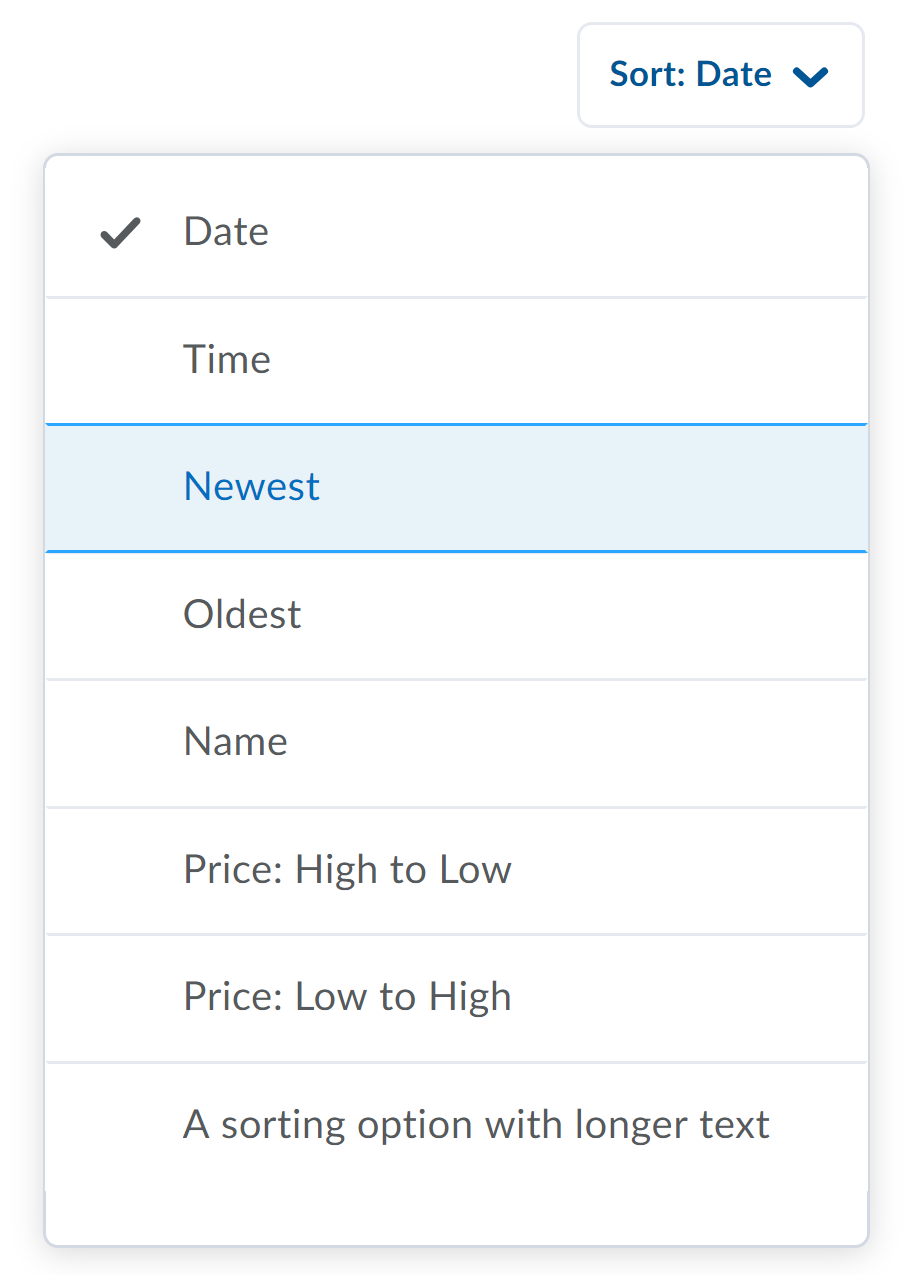 Sort: Date
Date
Time
Newest
Oldest
Name
Price: High to Low
Price: Low to High
A sorting option with longer text